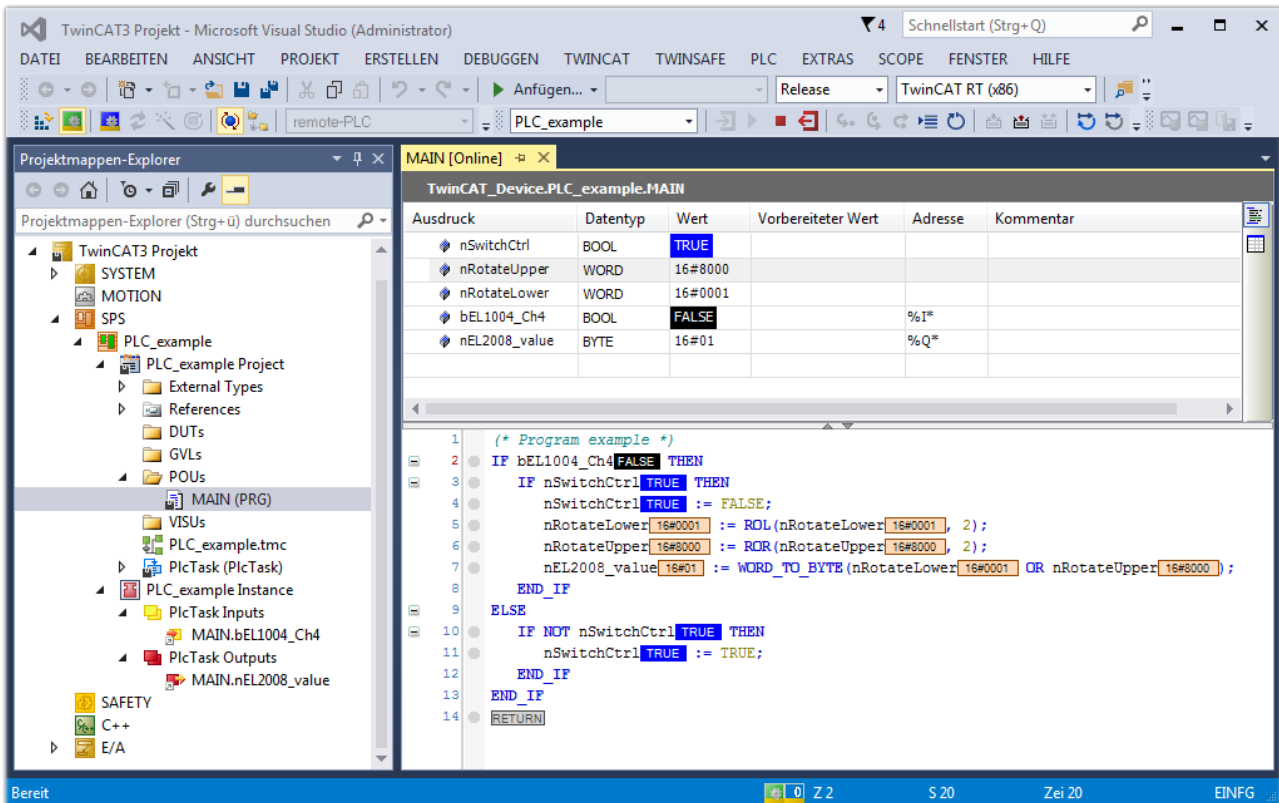 TwinCAT3 Projekt - Microsoft Visual Studio (Administrator)
4
Schnellstart (Strg+Q)
DATEI BEARBEITEN ANSICHT PROJEKT ERSTELLEN DEBUGGEN TWINCAT TWINSAFE PLC EXTRAS SCOPE FENSTER HILFE
Anfügen... Release TwinCAT RT (x86)
remote-PLC PLC_example
Projektmappen-Explorer
Projektmappen-Explorer (Strg+ü) durchsuchen
TwinCAT3 Projekt
SYSTEM
MOTION
SPS
PLC_example
PLC_example Project
External Types
References
DUTs
GVLs
POUs
MAIN (PRG)
VISUs
PLC_example.tmc
PlcTask (PlcTask)
PLC_example Instance
PlcTask Inputs
MAIN.bEL1004_Ch4
PlcTask Outputs
MAIN.nEL2008_value
SAFETY
C++
E/A
MAIN [Online]
TwinCAT_Device.PLC_example.MAIN
Ausdruck Datentyp Wert Vorbereiteter Wert Adresse Kommentar
nSwitchCtrl BOOL TRUE
nRotateUpper WORD 16#8000
nRotateLower WORD 16#0001
bEL1004_Ch4 BOOL FALSE %I*
nEL2008_value BYTE 16#01 %Q*
1 (* Program example *)
2 IF bEL1004_Ch4 FALSE THEN
3 IF nSwitchCtrl TRUE THEN
4 nSwitchCtrl TRUE := FALSE;
5 nRotateLower 16#0001 := ROL(nRotateLower 16#0001 , 2);
6 nRotateUpper 16#8000 := ROR(nRotateUpper 16#8000 , 2);
7 nEL2008_value 16#01 := WORD_TO_BYTE(nRotateLower 16#0001 OR nRotateUpper 16#8000 );
8 END_IF
9 ELSE
10 IF NOT nSwitchCtrl TRUE THEN
11 nSwitchCtrl TRUE := TRUE;
12 END_IF
13 END_IF
14 RETURN
Bereit 0 Z 2 S 20 Zei 20 EINFG